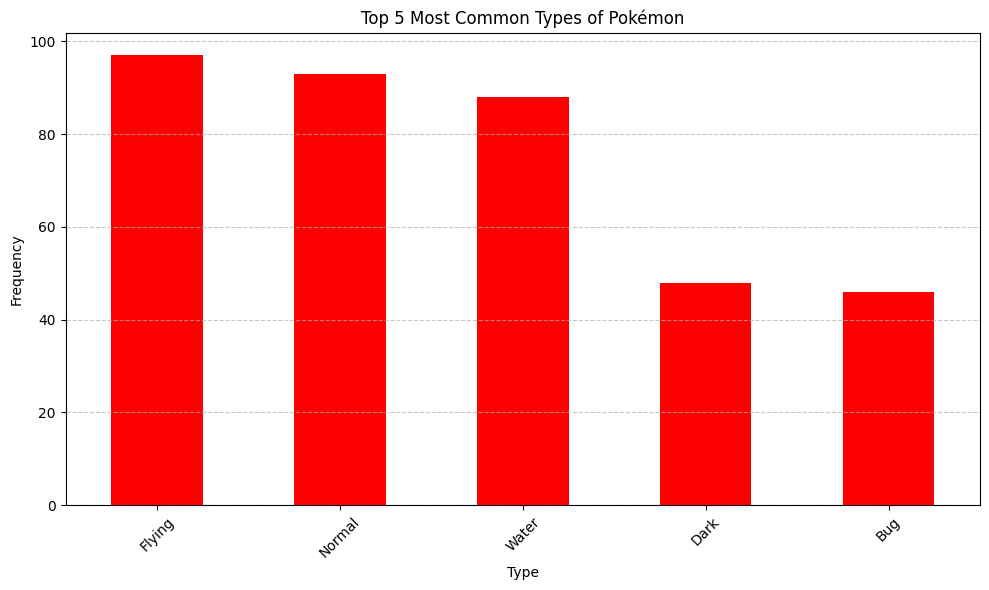 Top 5 Most Common Types of Pokémon
100
80
60
40
20
0
Frequency
Flying
Normal
Water
Dark
Bug
Type